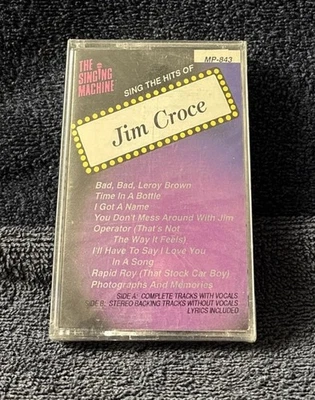 THE
SINGING
MACHINE
MP-843
SING THE HITS OF
Jim Croce
Bad, Bad, Leroy Brown
Time In A Bottle
I Got A Name
You Don't Mess Around With Jim
Operator (That's Not
The Way it Feels)
I'll Have To Say I Love You
In A Song
Rapid Roy (That Stock Car Boy)
Photographs And Memories
SIDE A: COMPLETE TRACKS WITH VOCALS
SIDE B: STEREO BACKING TRACKS WITHOUT VOCALS
LYRICS INCLUDED